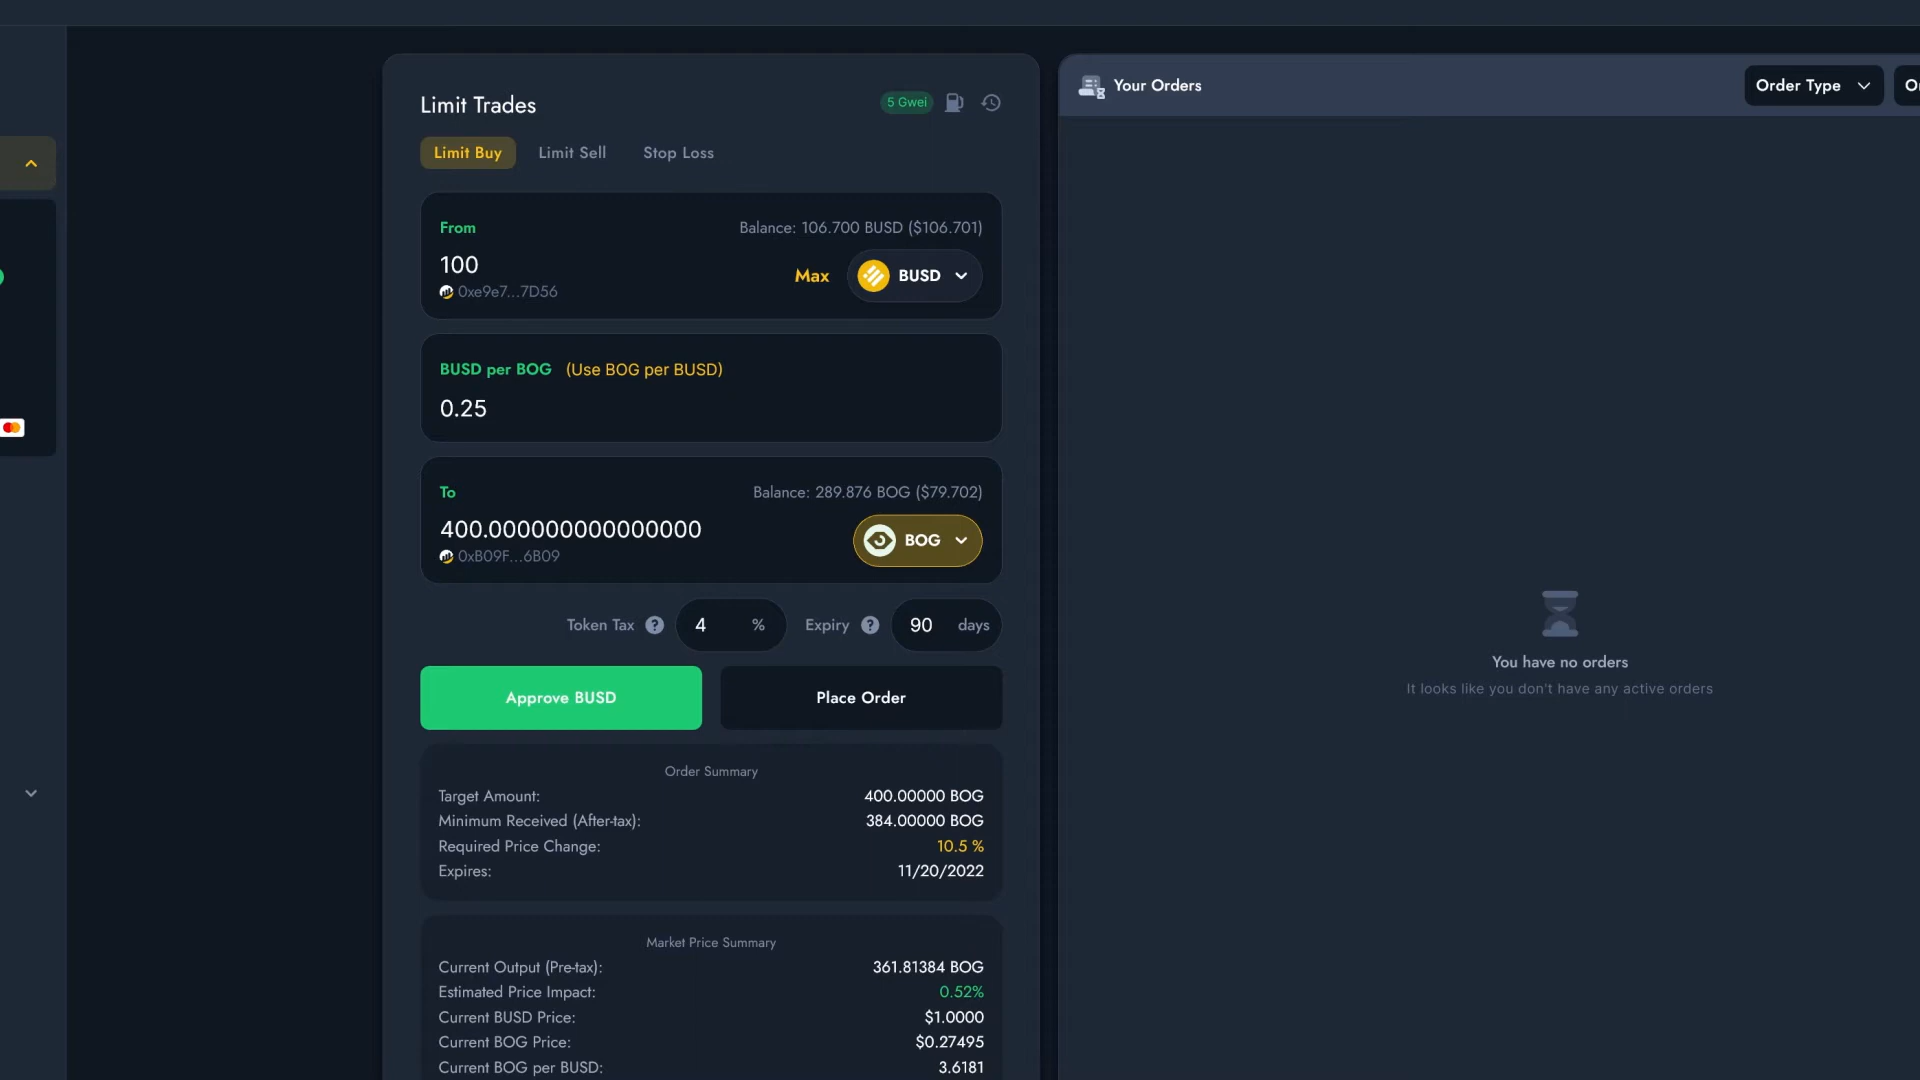 Limit Trades
5 Gwei
Limit Buy
Limit Sell
Stop Loss
From
Balance: 106.700 BUSD ($106.701)
100
Max
BUSD
0xe9e7...7D56
BUSD per BOG
(Use BOG per BUSD)
0.25
To
Balance: 289.876 BOG ($79.702)
400.000000000000000
BOG
0xB09F...6B09
Token Tax
4
%
Expiry
90
days
Approve BUSD
Place Order
Order Summary
Target Amount: 400.00000 BOG
Minimum Received (After-tax): 384.00000 BOG
Required Price Change: 10.5 %
Expires: 11/20/2022
Market Price Summary
Current Output (Pre-tax): 361.81384 BOG
Estimated Price Impact: 0.52%
Current BUSD Price: $1.0000
Current BOG Price: $0.27495
Current BOG per BUSD: 3.6181
Your Orders
Order Type
You have no orders
It looks like you don't have any active orders